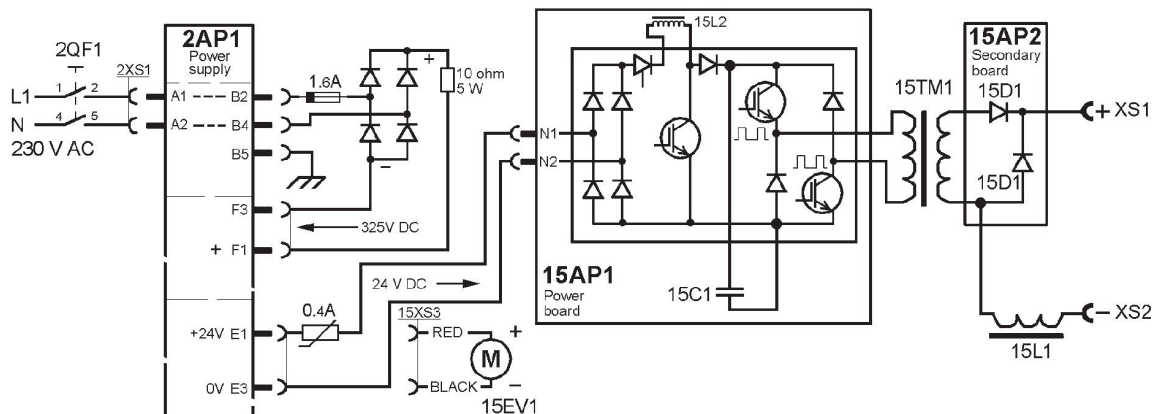 2QF1
2XS1
L1
1
2
N
4
5
230 V AC
2AP1
Power
supply
A1
B2
A2
B4
B5
F3
+ F1
+24V E1
0V E3
1.6A
+
−
10 ohm
5 W
325V DC
24 V DC
0.4A
15XS3
RED
BLACK
M
+
−
15EV1
15L2
N1
N2
15AP1
Power
board
15C1
15TM1
15AP2
Secondary
board
15D1
15D1
+ XS1
− XS2
15L1